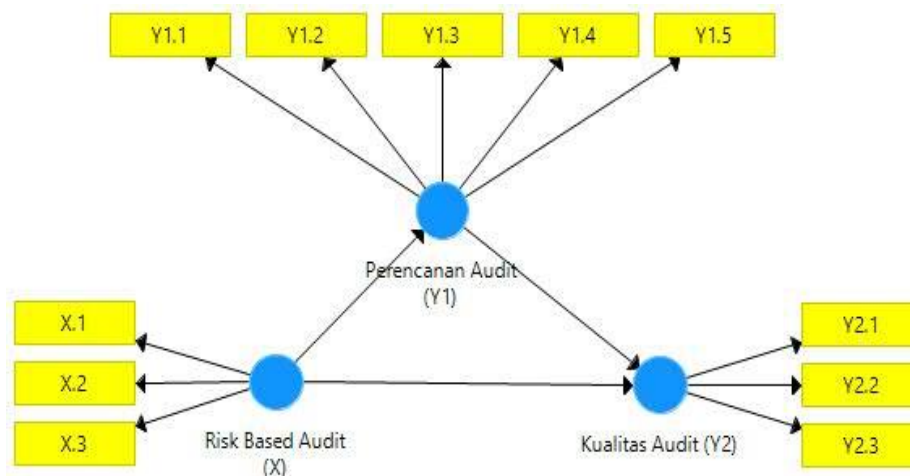 Y1.1
Y1.2
Y1.3
Y1.4
Y1.5
Perencanan Audit
(Y1)
X.1
X.2
X.3
Risk Based Audit
(X)
Kualitas Audit (Y2)
Y2.1
Y2.2
Y2.3